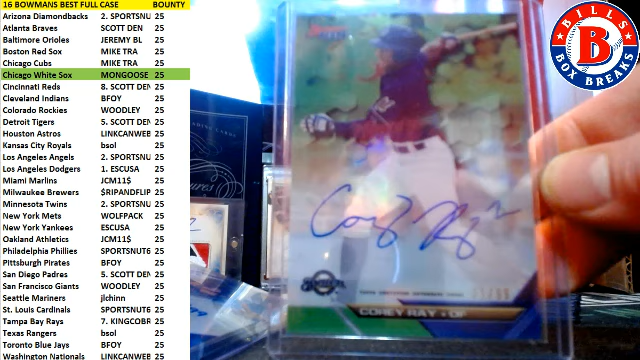 16 BOWMANS BEST FULL CASE BOUNTY
Arizona Diamondbacks 2. SPORTSNU 25
Atlanta Braves SCOTT DEN 25
Baltimore Orioles JEREMY BL 25
Boston Red Sox MIKE TRA 25
Chicago Cubs MIKE TRA 25
Chicago White Sox MONGOOSE 25
Cincinnati Reds 8. SCOTT DEN 25
Cleveland Indians BFOY 25
Colorado Rockies WOODLEY 25
Detroit Tigers 5. SCOTT DEN 25
Houston Astros LINKCANWEB 25
Kansas City Royals bsol 25
Los Angeles Angels 2. SPORTSNU 25
Los Angeles Dodgers 1. ESCUSA 25
Miami Marlins JCM11$ 25
Milwaukee Brewers $RIPANDFLIP 25
Minnesota Twins 2. SPORTSNU 25
New York Mets WOLFPACK 25
New York Yankees ESCUSA 25
Oakland Athletics JCM11$ 25
Philadelphia Phillies SPORTSNUT6 25
Pittsburgh Pirates BFOY 25
San Diego Padres 5. SCOTT DEN 25
San Francisco Giants WOODLEY 25
Seattle Mariners jlchinn 25
St. Louis Cardinals SPORTSNUT6 25
Tampa Bay Rays 7. KINGCOBR 25
Texas Rangers bsol 25
Toronto Blue Jays BFOY 25
Washington Nationals LINKCANWEB 25
BILLS
B
BOX BREAKS
COREY RAY • OF